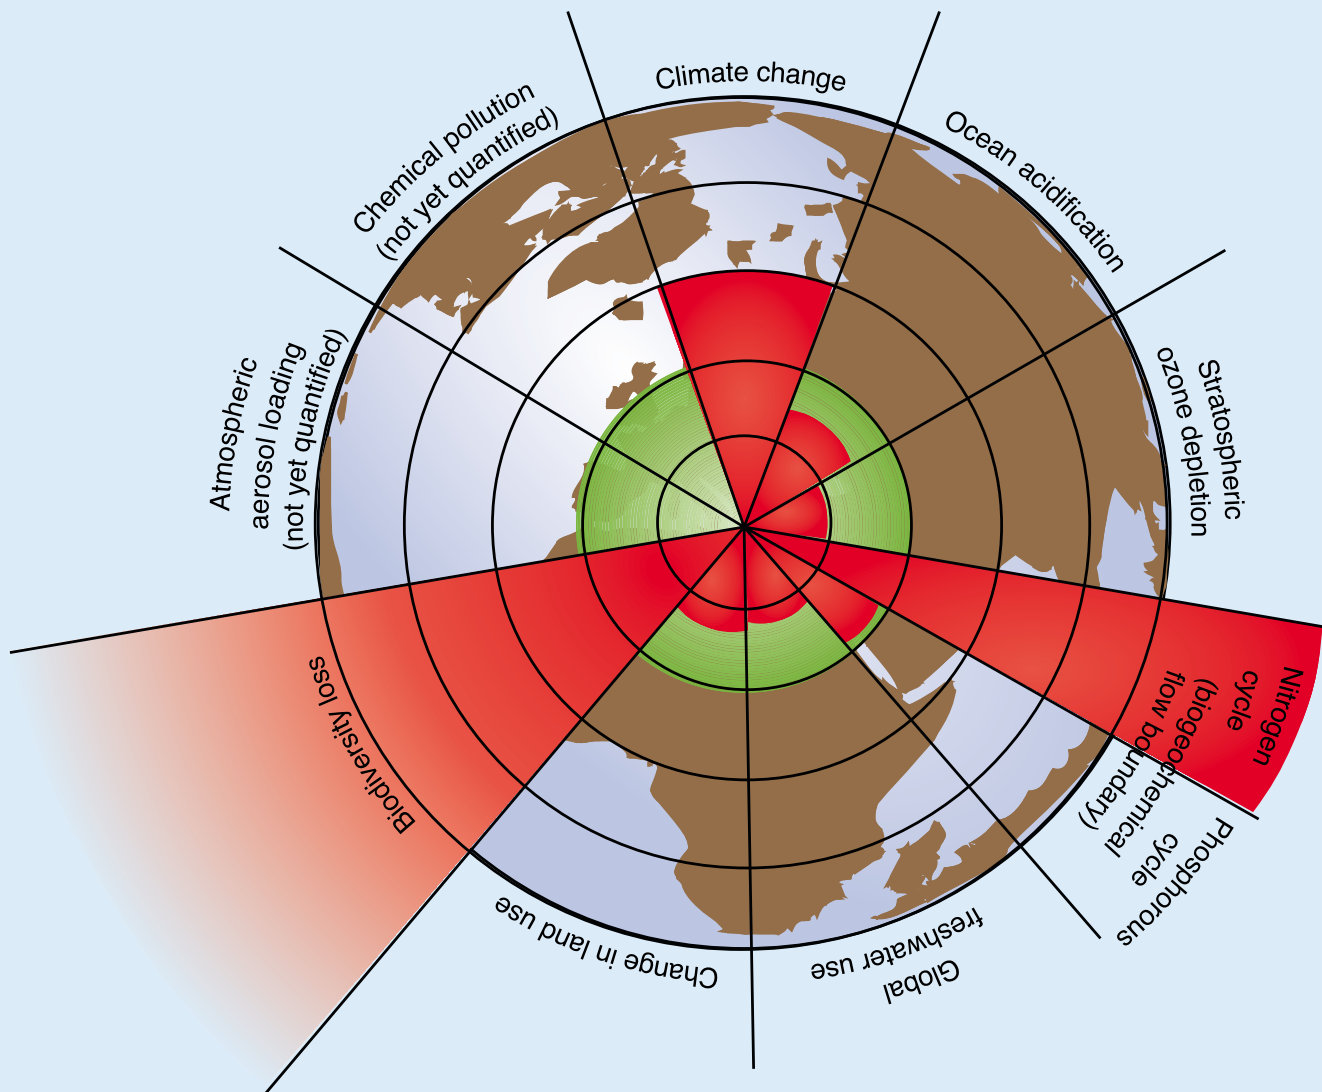 Climate change
Ocean acidification
Stratospheric
ozone depletion
Nitrogen
cycle
(biogeochemical
flow boundary)
Phosphorous
cycle
Global
freshwater use
Change in land use
Biodiversity loss
Atmospheric
aerosol loading
(not yet quantified)
Chemical pollution
(not yet quantified)